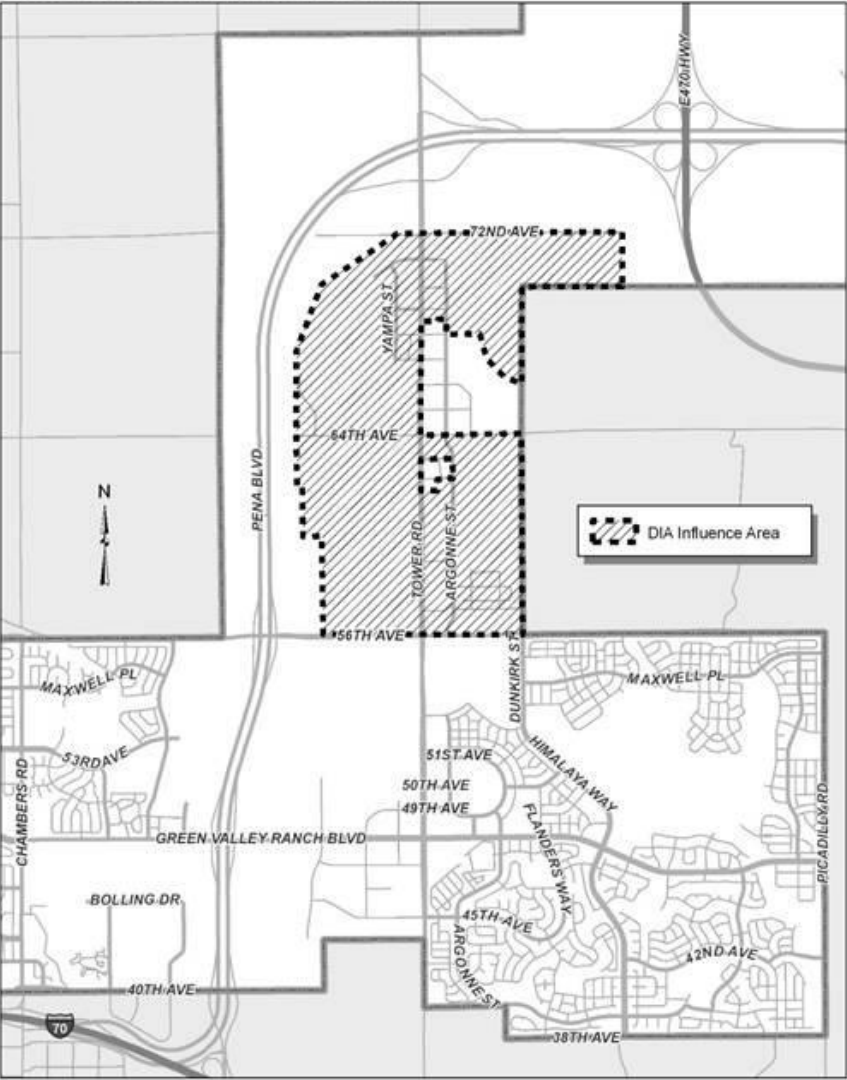 E470 HWY
72ND AVE
YAMPA ST
64TH AVE
PENA BLVD
N
TOWER RD
ARGONNE ST
DIA Influence Area
56TH AVE
DUNKIRK ST
MAXWELL PL
MAXWELL PL
53RD AVE
51ST AVE
HIMALAYA WAY
50TH AVE
49TH AVE
CHAMBERS RD
PICADILLY RD
GREEN VALLEY RANCH BLVD
FLANDERS WAY
BOLLING DR
45TH AVE
ARGONNE ST
42ND AVE
40TH AVE
70
38TH AVE